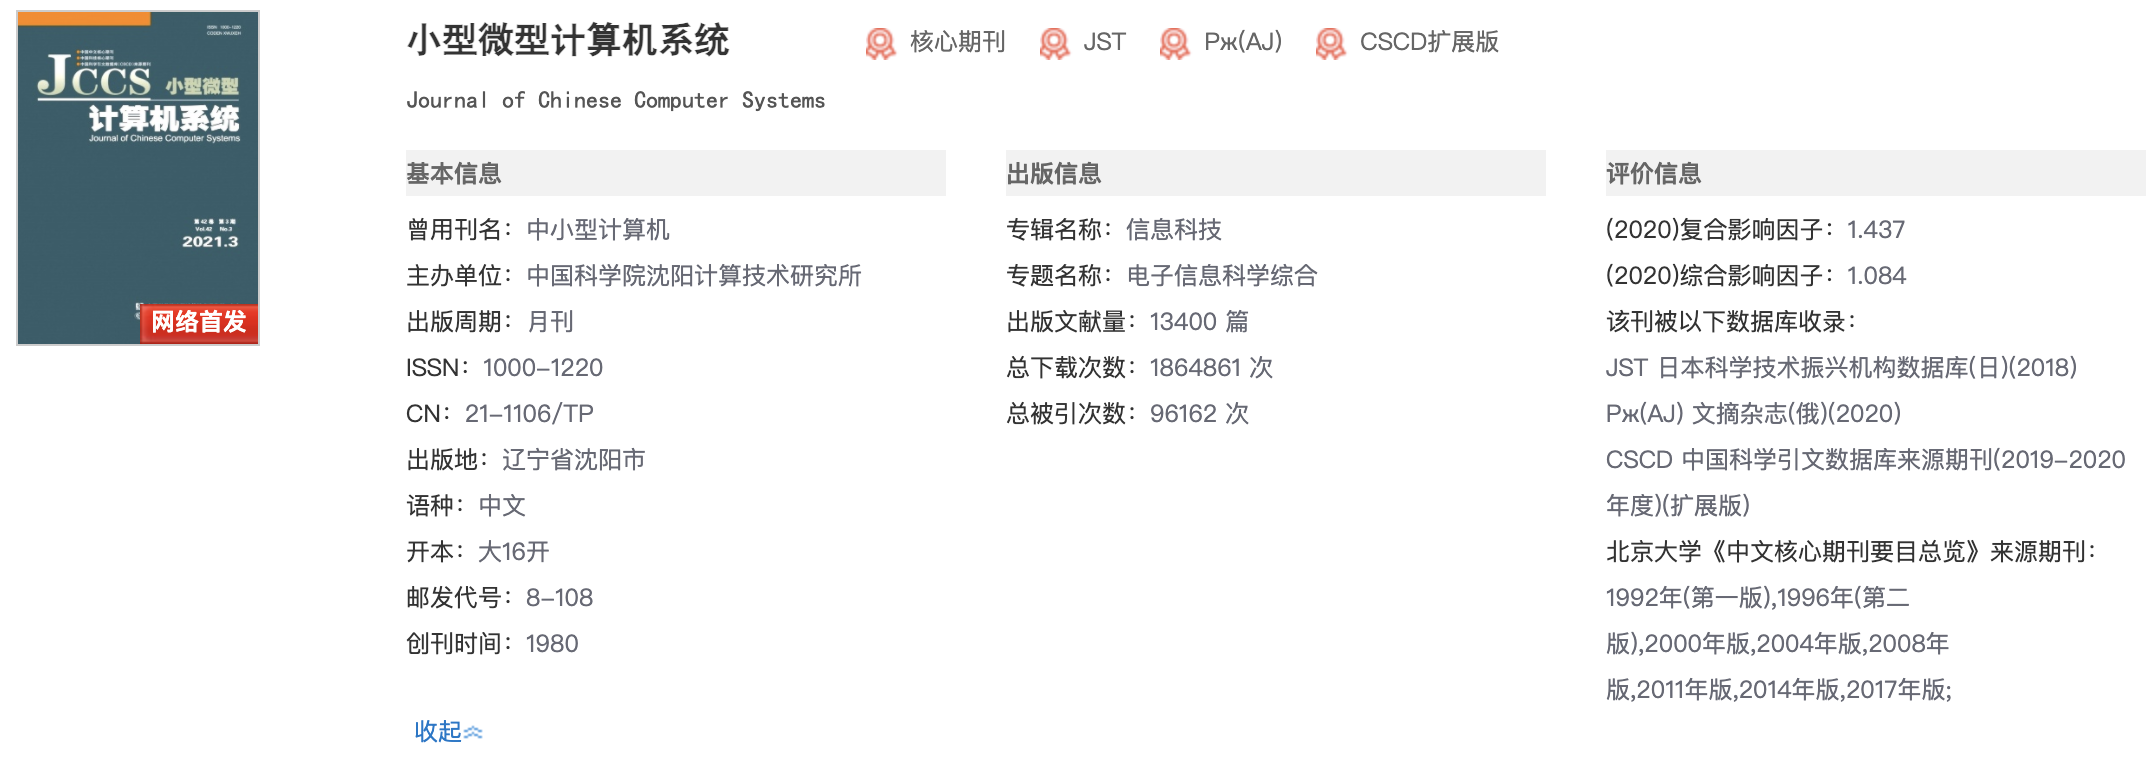 JCCS 小型微型
计算机系统
Journal of Chinese Computer Systems
第42卷 第3期
Vol.42 No.3
2021.3
网络首发
小型微型计算机系统
核心期刊 JST Pж(AJ) CSCD扩展版
Journal of Chinese Computer Systems
基本信息
曾用刊名：中小型计算机
主办单位：中国科学院沈阳计算技术研究所
出版周期：月刊
ISSN：1000-1220
CN：21-1106/TP
出版地：辽宁省沈阳市
语种：中文
开本：大16开
邮发代号：8-108
创刊时间：1980
收起
出版信息
专辑名称：信息科技
专题名称：电子信息科学综合
出版文献量：13400 篇
总下载次数：1864861 次
总被引次数：96162 次
评价信息
(2020)复合影响因子：1.437
(2020)综合影响因子：1.084
该刊被以下数据库收录：
JST 日本科学技术振兴机构数据库(日)(2018)
Pж(AJ) 文摘杂志(俄)(2020)
CSCD 中国科学引文数据库来源期刊(2019-2020
年度)(扩展版)
北京大学《中文核心期刊要目总览》来源期刊：
1992年(第一版),1996年(第二
版),2000年版,2004年版,2008年
版,2011年版,2014年版,2017年版;